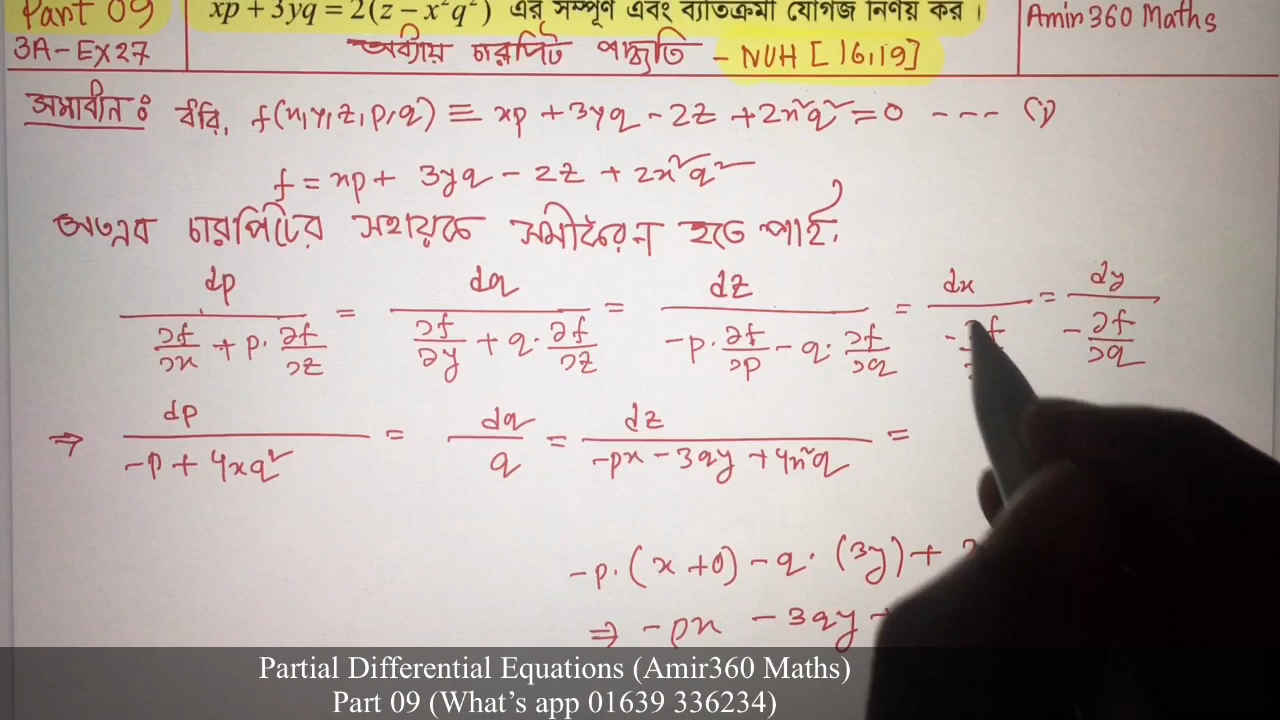 Part 09
3A-EX27
xp + 3yq = 2(z − x²q²) এর সম্পূর্ণ এবং ব্যতিক্রমী যোগজ নির্ণয় কর।
চারপিট পদ্ধতি - NUH [16,19]
Amir360 Maths
সমাধান: ধরি, f(x,y,z,p,q) ≡ xp + 3yq - 2z + 2x²q² = 0 --- (1)
f = xp + 3yq - 2z + 2x²q²
অতএব চারপিটের সহায়ক সমীকরণ হতে পাই,
dp/(∂f/∂x + p·∂f/∂z) = dq/(∂f/∂y + q·∂f/∂z) = dz/(-p·∂f/∂p - q·∂f/∂q) = dx/(-∂f/ = dy/(-∂f/∂q)
⇒ dp/(-p + 4xq²) = dq/q = dz/(-px - 3qy + 4x²q) =
-p·(x+0) - q·(3y) +
⇒ -px - 3qy
Partial Differential Equations (Amir360 Maths)
Part 09 (What's app 01639 336234)